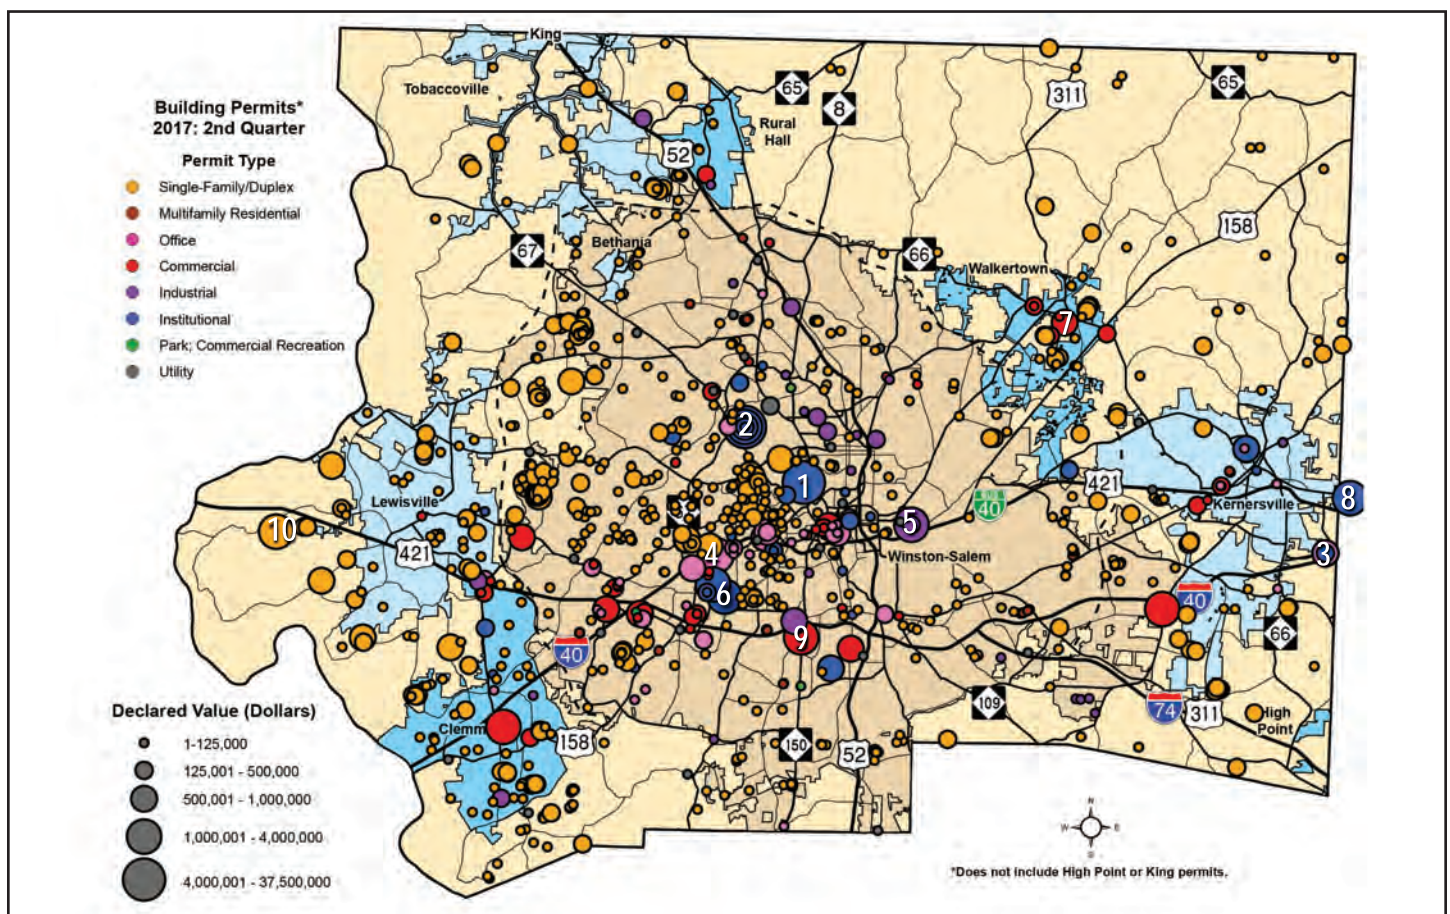 King
Tobaccoville
65
8
311
65
Building Permits*
2017: 2nd Quarter
Rural
Hall
Permit Type
52
Single-Family/Duplex
Multifamily Residential
158
Office
Bethania
67
66
Commercial
Walkertown
Industrial
Institutional
7
Park; Commercial Recreation
Utility
2
1
421
8
Lewisville
40
Kernersville
10
5
421
4
Winston-Salem
3
6
40
9
66
40
109
74
311
High
Point
Declared Value (Dollars)
Clemm
158
150
52
1-125,000
125,001 - 500,000
500,001 - 1,000,000
1,000,001 - 4,000,000
4,000,001 - 37,500,000
N
W
E
S
*Does not include High Point or King permits.